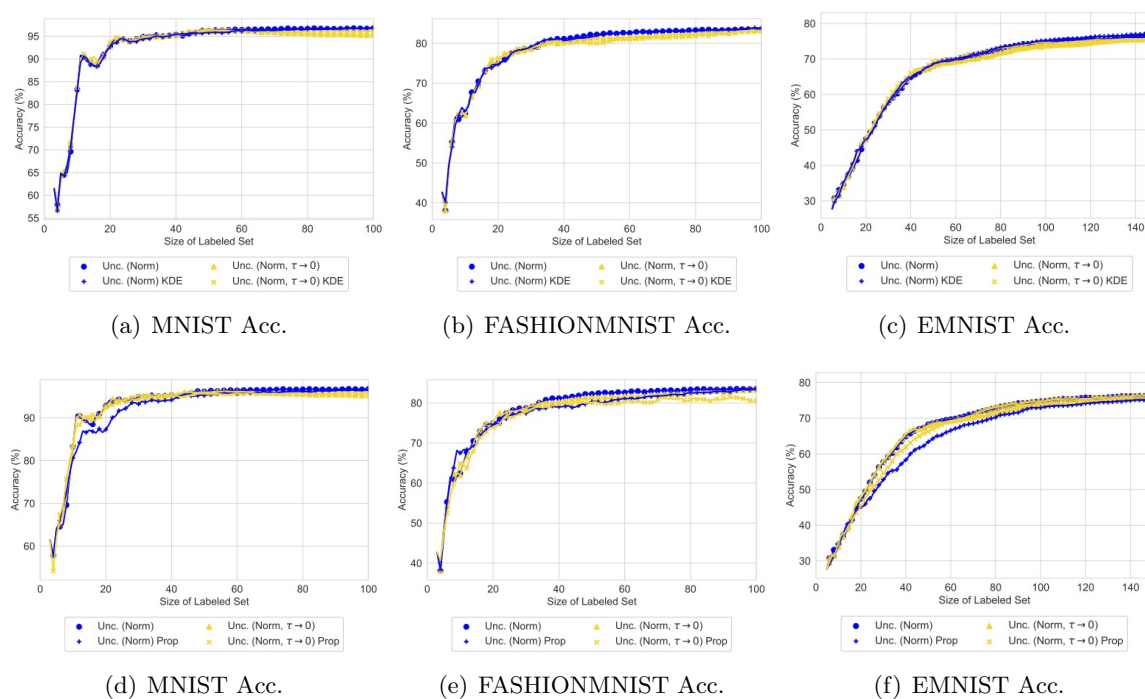 95
90
85
80
75
70
65
60
55
Accuracy (%)
0 20 40 60 80 100
Size of Labeled Set
Unc. (Norm) Unc. (Norm, τ → 0)
Unc. (Norm) KDE Unc. (Norm, τ → 0) KDE
(a) MNIST Acc.
80
70
60
50
40
Accuracy (%)
0 20 40 60 80 100
Size of Labeled Set
Unc. (Norm) Unc. (Norm, τ → 0)
Unc. (Norm) KDE Unc. (Norm, τ → 0) KDE
(b) FASHIONMNIST Acc.
80
70
60
50
40
30
Accuracy (%)
0 20 40 60 80 100 120 140
Size of Labeled Set
Unc. (Norm) Unc. (Norm, τ → 0)
Unc. (Norm) KDE Unc. (Norm, τ → 0) KDE
(c) EMNIST Acc.
90
80
70
60
Accuracy (%)
0 20 40 60 80 100
Size of Labeled Set
Unc. (Norm) Unc. (Norm, τ → 0)
Unc. (Norm) Prop Unc. (Norm, τ → 0) Prop
(d) MNIST Acc.
80
70
60
50
40
Accuracy (%)
0 20 40 60 80 100
Size of Labeled Set
Unc. (Norm) Unc. (Norm, τ → 0)
Unc. (Norm) Prop Unc. (Norm, τ → 0) Prop
(e) FASHIONMNIST Acc.
80
70
60
50
40
30
Accuracy (%)
0 20 40 60 80 100 120 140
Size of Labeled Set
Unc. (Norm) Unc. (Norm, τ → 0)
Unc. (Norm) Prop Unc. (Norm, τ → 0) Prop
(f) EMNIST Acc.